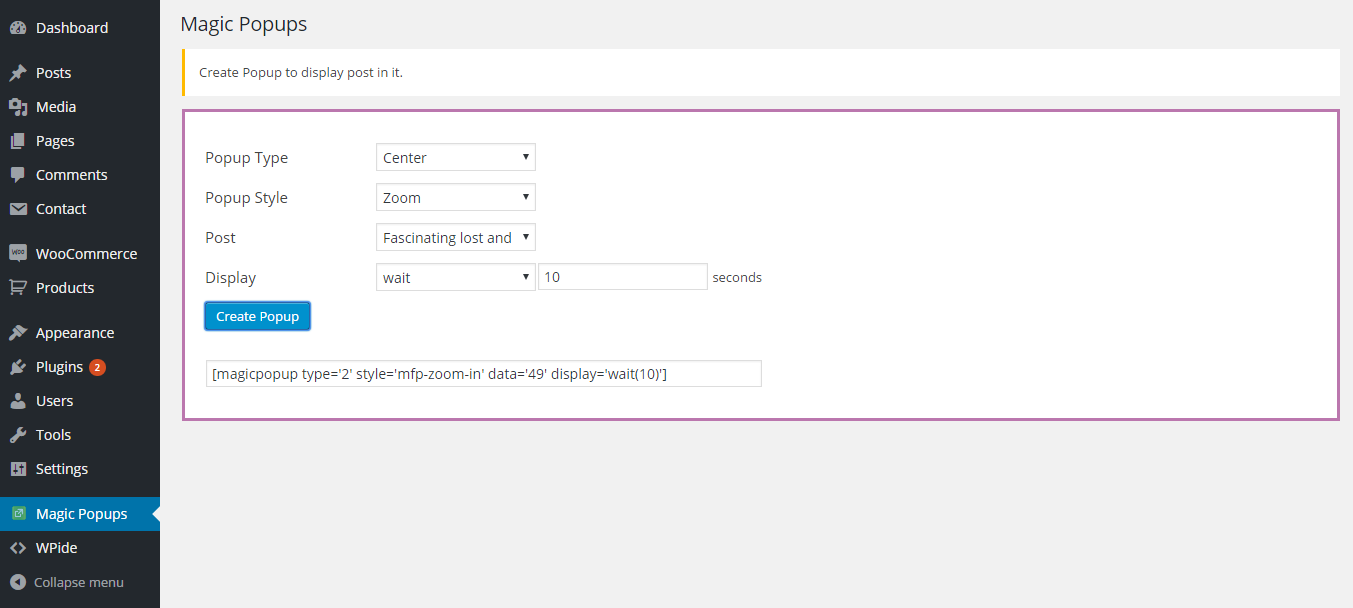 Dashboard
Posts
Media
Pages
Comments
Contact
WooCommerce
Products
Appearance
Plugins 2
Users
Tools
Settings
Magic Popups
WPide
Collapse menu
Magic Popups
Create Popup to display post in it.
Popup Type Center
Popup Style Zoom
Post Fascinating lost and
Display wait 10 seconds
Create Popup
[magicpopup type='2' style='mfp-zoom-in' data='49' display='wait(10)']